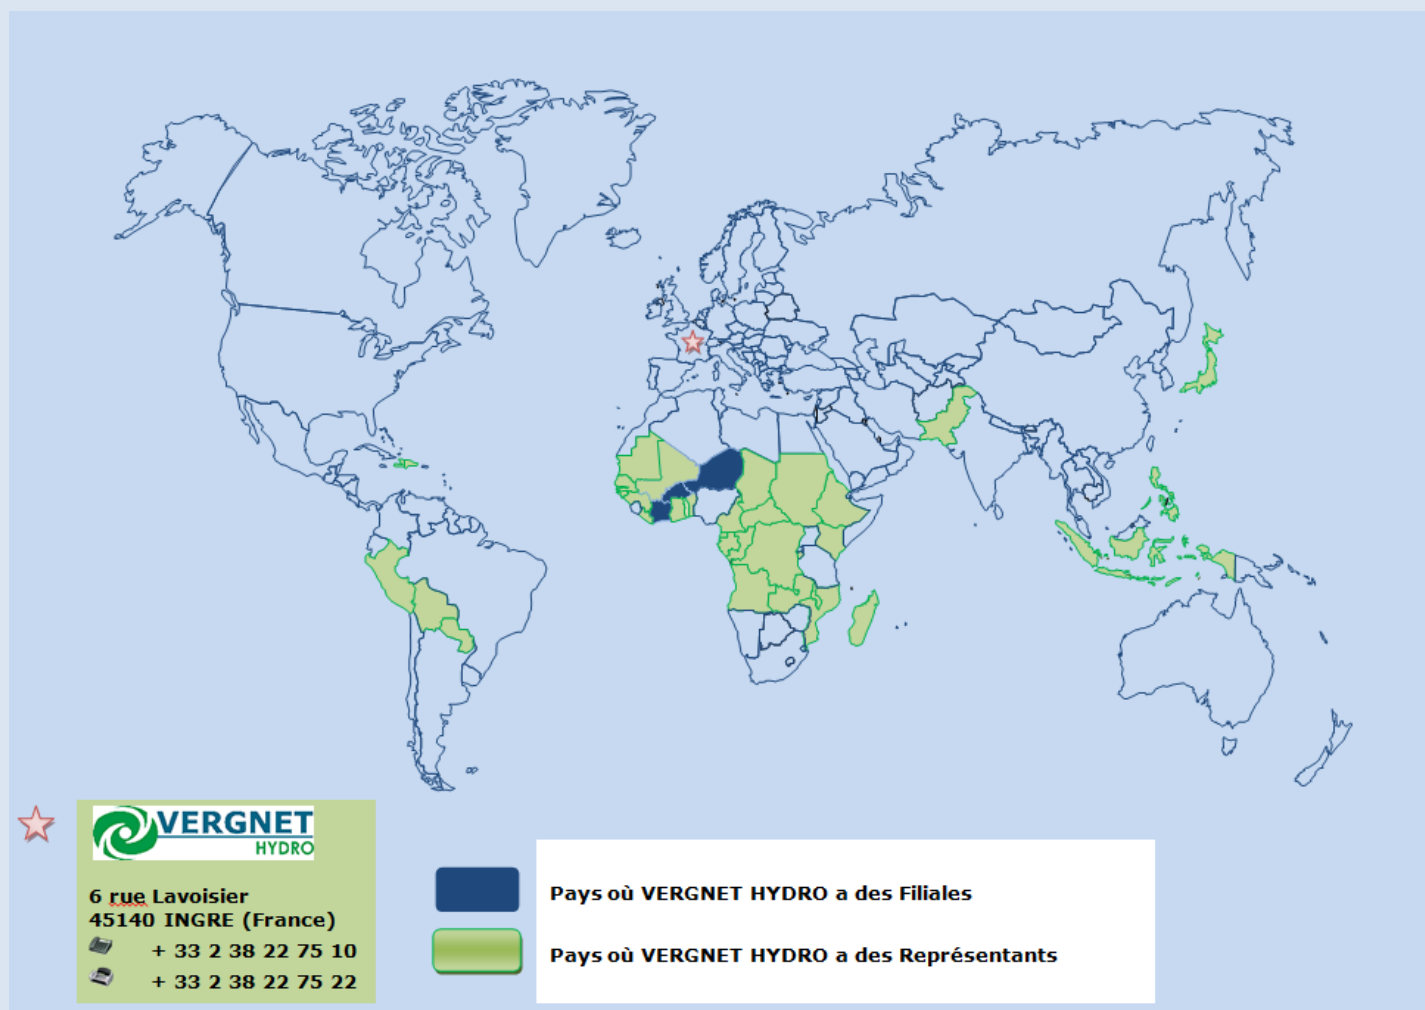 VERGNET
HYDRO
6 rue Lavoisier
45140 INGRE (France)
+ 33 2 38 22 75 10
+ 33 2 38 22 75 22
Pays où VERGNET HYDRO a des Filiales
Pays où VERGNET HYDRO a des Représentants